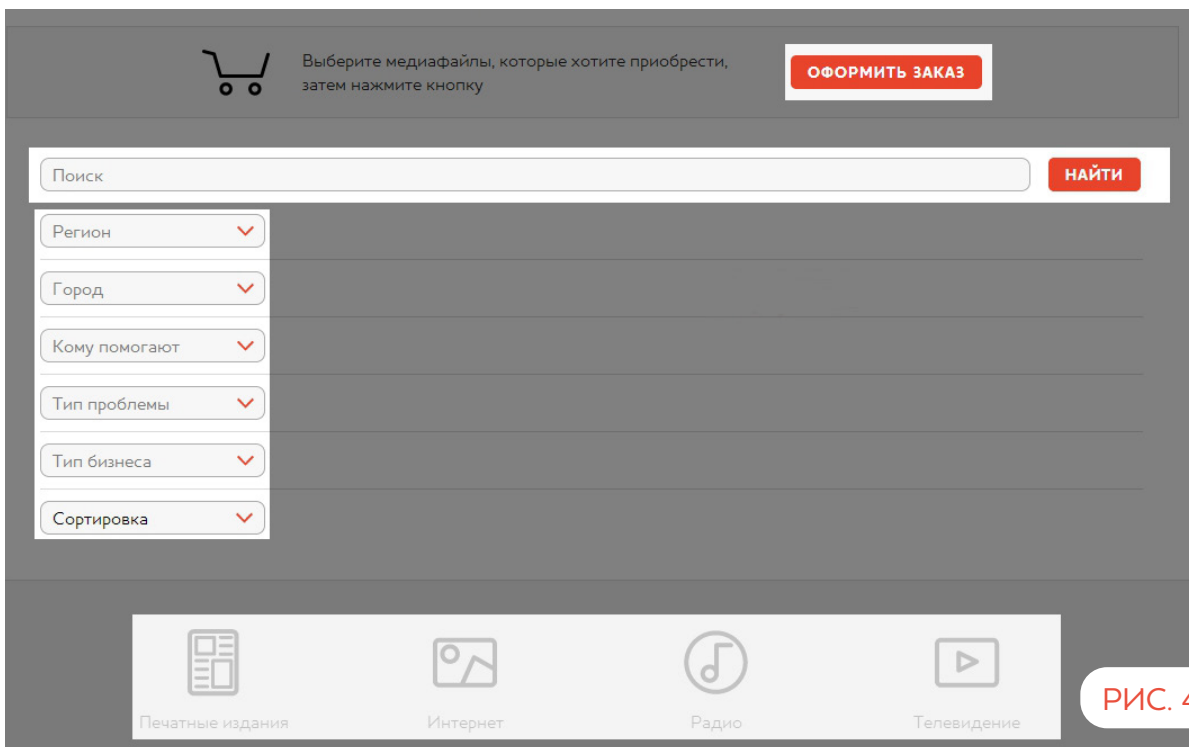 Выберите медиафайлы, которые хотите приобрести,
затем нажмите кнопку
ОФОРМИТЬ ЗАКАЗ
Поиск
НАЙТИ
Регион
Город
Кому помогают
Тип проблемы
Тип бизнеса
Сортировка
Печатные издания
Интернет
Радио
Телевидение
РИС. 4